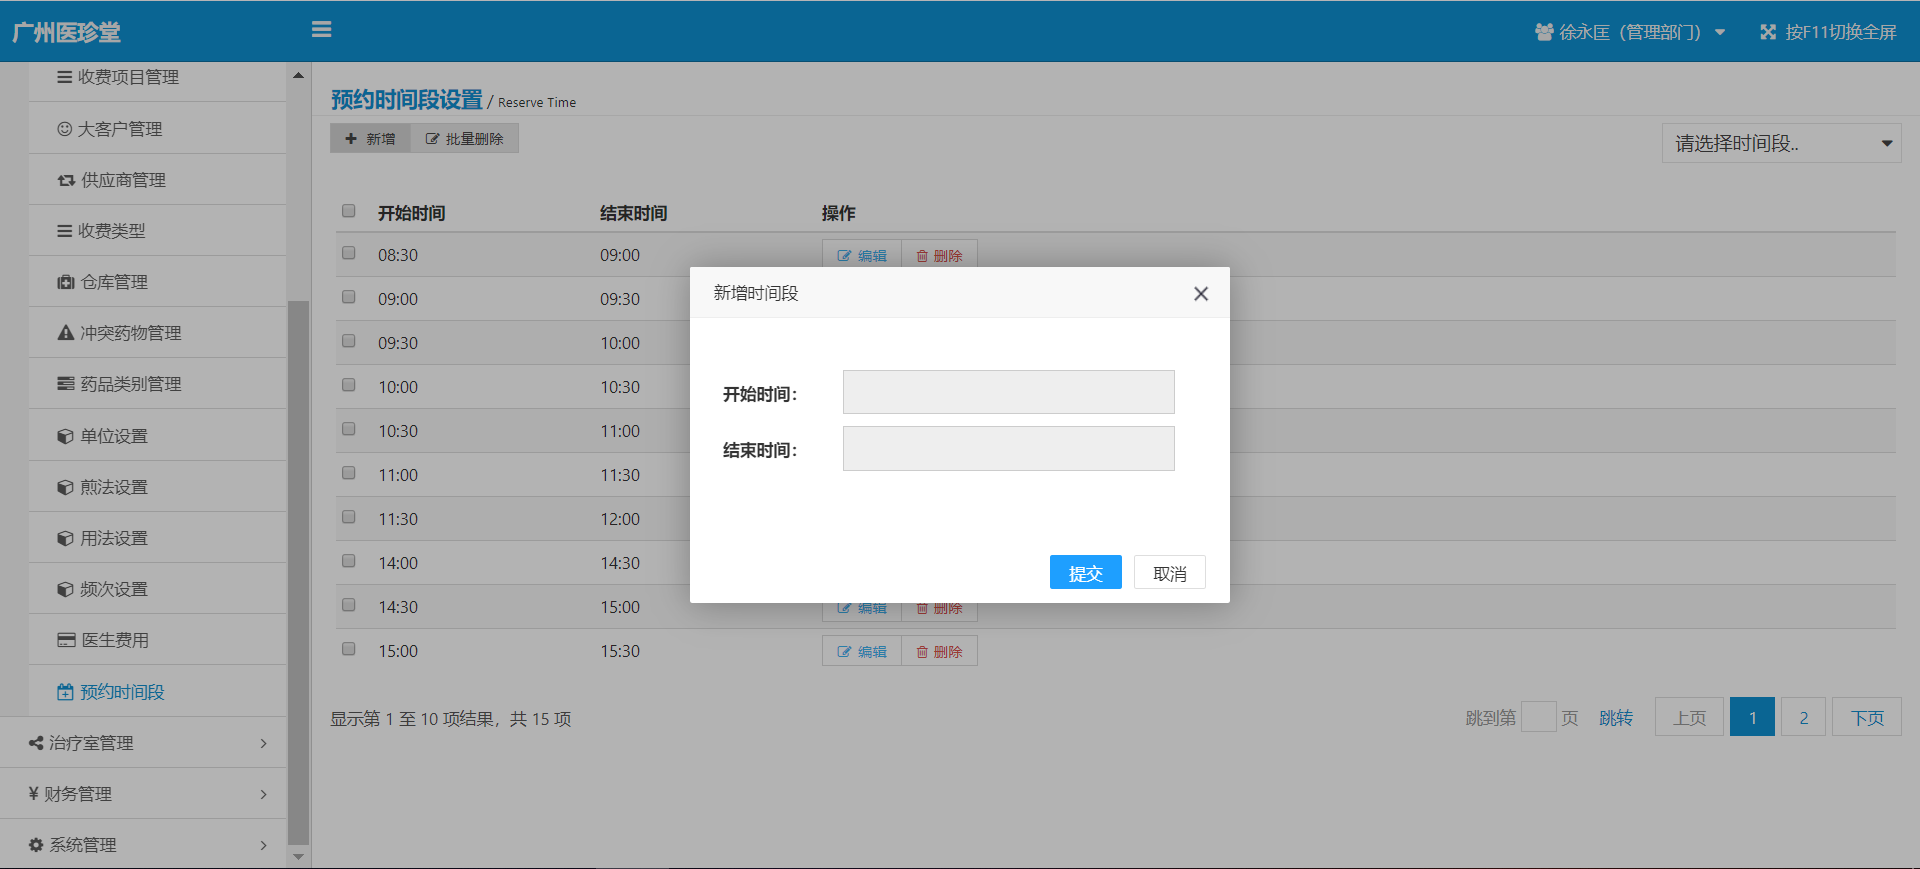 广州医珍堂
徐永匡（管理部门）
按F11切换全屏
收费项目管理
大客户管理
供应商管理
收费类型
仓库管理
冲突药物管理
药品类别管理
单位设置
煎法设置
用法设置
频次设置
医生费用
预约时间段
治疗室管理
¥ 财务管理
系统管理
预约时间段设置 / Reserve Time
新增 批量删除
请选择时间段..
开始时间 结束时间 操作
08:30 09:00 编辑 删除
09:00 09:30
09:30 10:00
10:00 10:30
10:30 11:00
11:00 11:30
11:30 12:00
14:00 14:30
14:30 15:00 编辑 删除
15:00 15:30 编辑 删除
显示第 1 至 10 项结果，共 15 项
跳到第 页 跳转 上页 1 2 下页
新增时间段
开始时间：
结束时间：
提交 取消